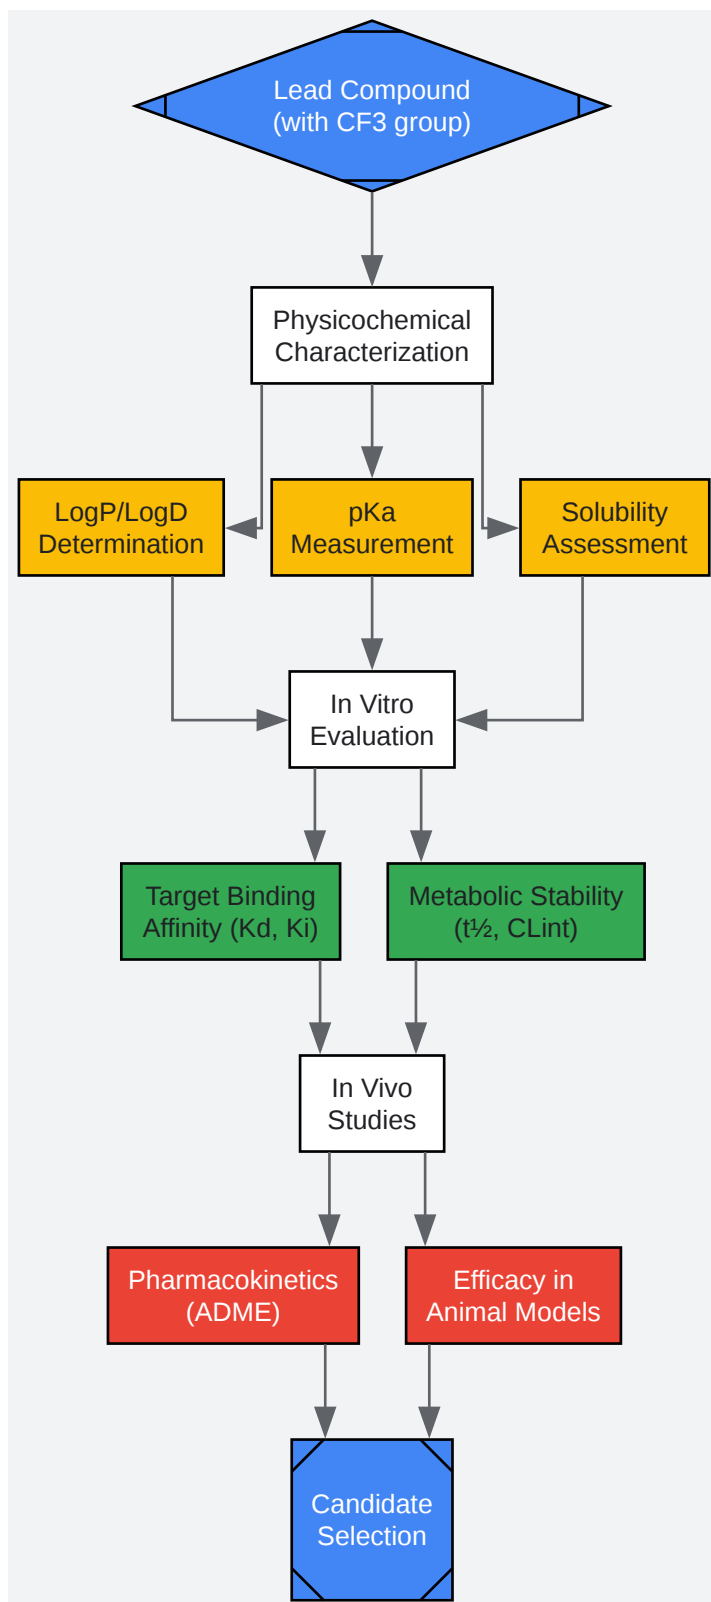 Lead Compound
(with CF3 group)
Physicochemical
Characterization
LogP/LogD
Determination
pKa
Measurement
Solubility
Assessment
In Vitro
Evaluation
Target Binding
Affinity (Kd, Ki)
Metabolic Stability
(t½, CLint)
In Vivo
Studies
Pharmacokinetics
(ADME)
Efficacy in
Animal Models
Candidate
Selection